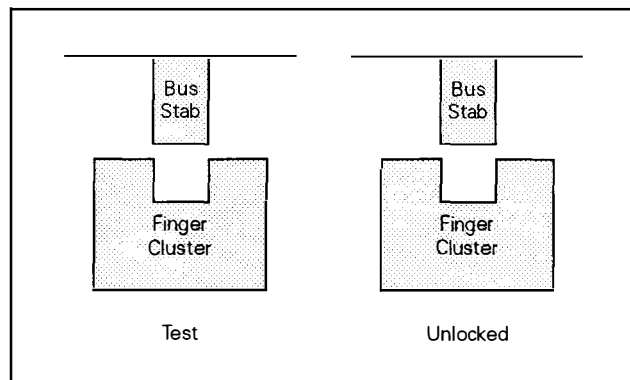 Bus
Stab
Bus
Stab
Finger
Cluster
Finger
Cluster
Test
Unlocked